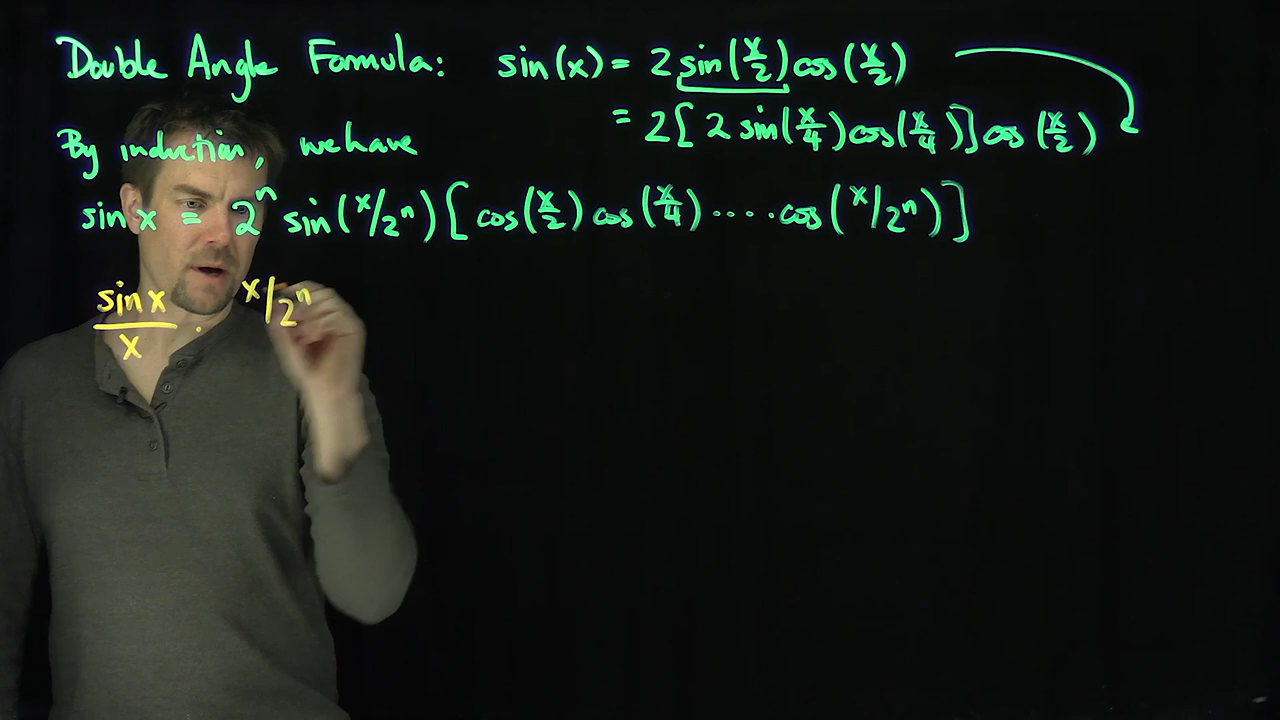 Double Angle Formula: sin(x) = 2 sin(x/2) cos(x/2)
= 2[2 sin(x/4) cos(x/4)] cos(x/2)
By induction, we have
sin x = 2^n sin(x/2^n) [cos(x/2) cos(x/4) .... cos(x/2^n)]
sin x / x · x/2^n